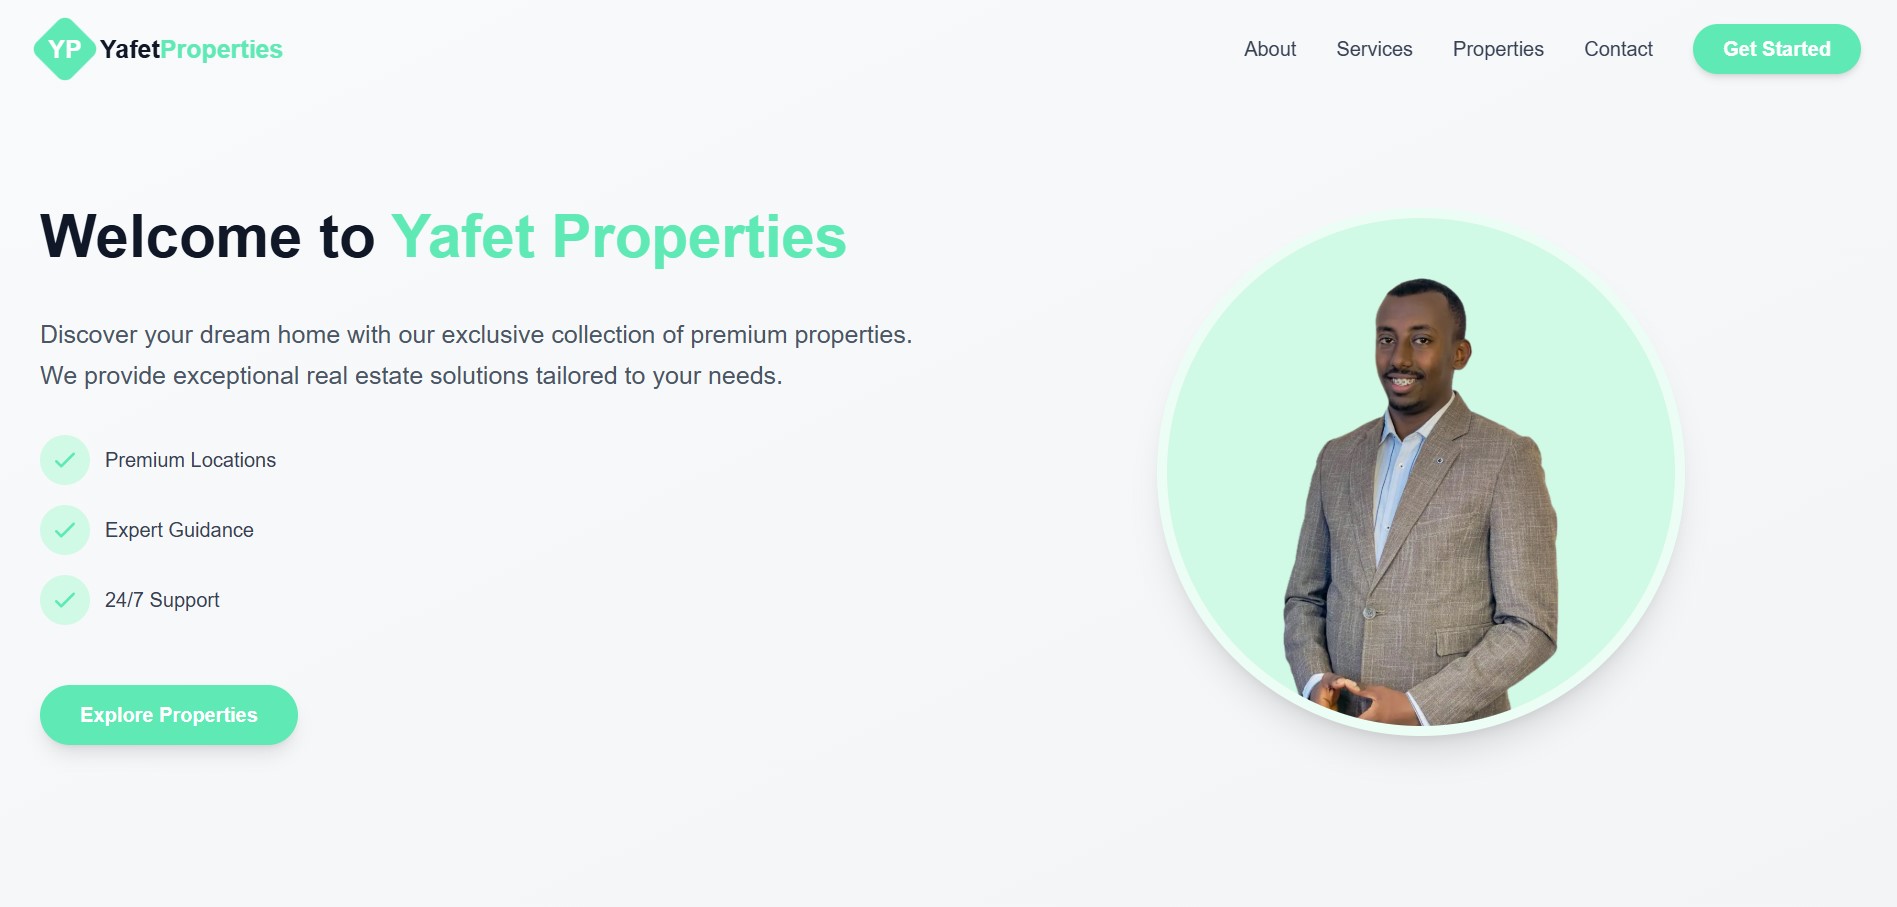 YP YafetProperties
About Services Properties Contact Get Started
Welcome to Yafet Properties
Discover your dream home with our exclusive collection of premium properties.
We provide exceptional real estate solutions tailored to your needs.
Premium Locations
Expert Guidance
24/7 Support
Explore Properties